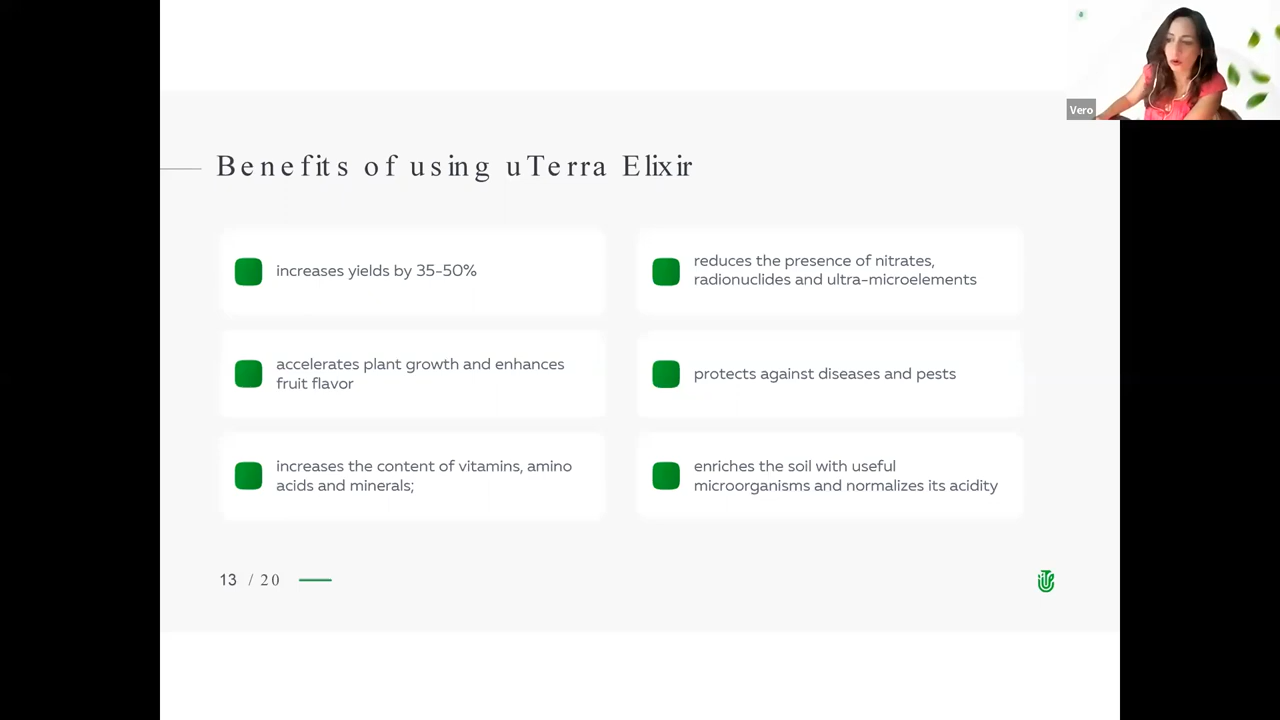 Vero
Benefits of using uTerra Elixir
increases yields by 35-50%
reduces the presence of nitrates,
radionuclides and ultra-microelements
accelerates plant growth and enhances
fruit flavor
protects against diseases and pests
increases the content of vitamins, amino
acids and minerals;
enriches the soil with useful
microorganisms and normalizes its acidity
13 / 20